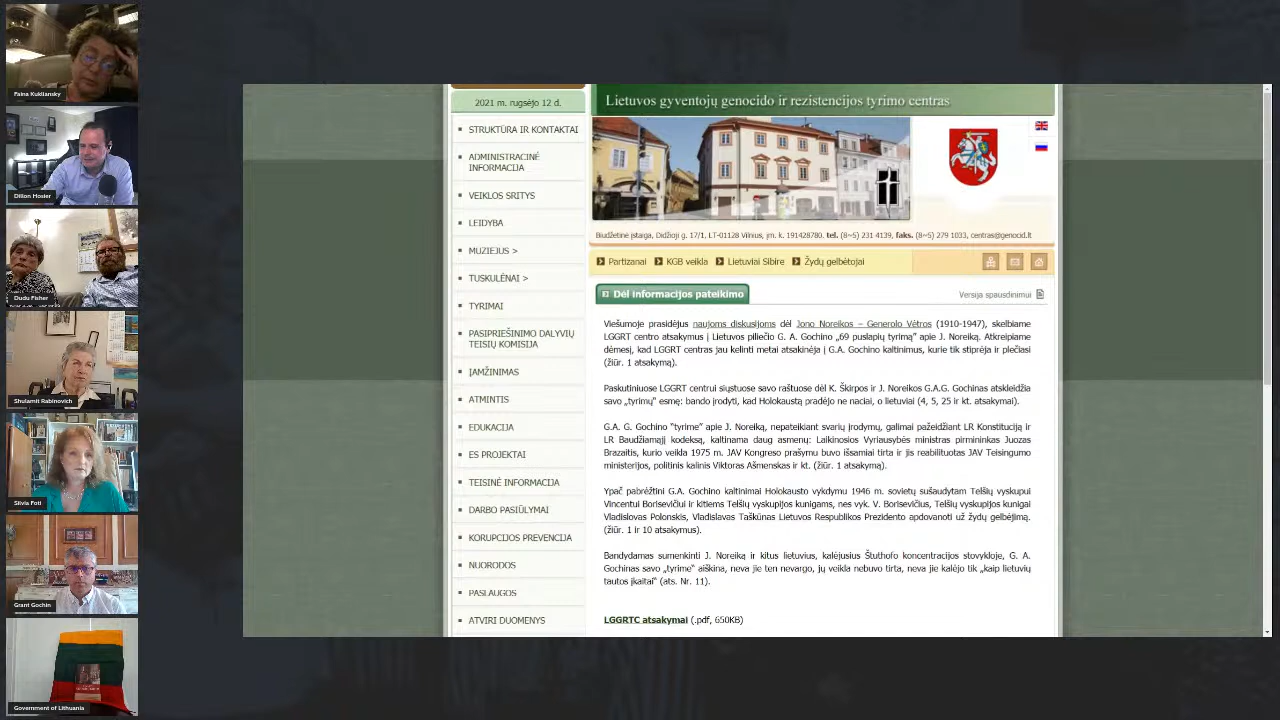 Faina Kukliansky
Dillon Hosier
Dudu Fisher
Shulamit Rabinovich
Silvia Foti
Grant Gochin
Government of Lithuania
2021 m. rugsėjo 12 d.
STRUKTŪRA IR KONTAKTAI
ADMINISTRACINĖ
INFORMACIJA
VEIKLOS SRITYS
LEIDYBA
MUZIEJUS >
TUSKULĖNAI >
TYRIMAI
PASIPRIEŠINIMO DALYVIŲ
TEISIŲ KOMISIJA
ĮAMŽINIMAS
ATMINTIS
EDUKACIJA
ES PROJEKTAI
TEISINĖ INFORMACIJA
DARBO PASIŪLYMAI
KORUPCIJOS PREVENCIJA
NUORODOS
PASLAUGOS
ATVIRI DUOMENYS
Lietuvos gyventojų genocido ir rezistencijos tyrimo centras
Biudžetinė įstaiga, Didžioji g. 17/1, LT-01128 Vilnius, įm. k. 191428780. tel. (8~5) 231 4139, faks. (8~5) 279 1033, centras@genocid.lt
Partizanai KGB veikla Lietuviai Sibire Žydų gelbėtojai
Dėl informacijos pateikimo
Versija spausdinimui
Viešumoje prasidėjus naujoms diskusijoms dėl Jono Noreikos – Generolo Vėtros (1910-1947), skelbiame
LGGRT centro atsakymus į Lietuvos piliečio G. A. Gochino „69 puslapių tyrimą" apie J. Noreiką. Atkreipiame
dėmesį, kad LGGRT centras jau kelinti metai atsakinėja į G.A. Gochino kaltinimus, kurie tik stiprėja ir plečiasi
(žiūr. 1 atsakymą).
Paskutiniuose LGGRT centrui siųstuose savo raštuose dėl K. Škirpos ir J. Noreikos G.A.G. Gochinas atskleidžia
savo „tyrimų" esmę: bando įrodyti, kad Holokaustą pradėjo ne naciai, o lietuviai (4, 5, 25 ir kt. atsakymai).
G.A. G. Gochino "tyrime" apie J. Noreiką, nepateikiant svarių įrodymų, galimai pažeidžiant LR Konstituciją ir
LR Baudžiamąjį kodeksą, kaltinama daug asmenų: Laikinosios Vyriausybės ministras pirmininkas Juozas
Brazaitis, kurio veikla 1975 m. JAV Kongreso prašymu buvo išsamiai tirta ir jis reabilituotas JAV Teisingumo
ministerijos, politinis kalinis Viktoras Ašmenskas ir kt. (žiūr. 1 atsakymą).
Ypač pabrėžtini G.A. Gochino kaltinimai Holokausto vykdymu 1946 m. sovietų sušaudytam Telšių vyskupui
Vincentui Borisevičiui ir kitiems Telšių vyskupijos kunigams, nes vyk. V. Borisevičius, Telšių vyskupijos kunigai
Vladislovas Polonskis, Vladislavas Taškūnas Lietuvos Respublikos Prezidento apdovanoti už žydų gelbėjimą.
(žiūr. 1 ir 10 atsakymus).
Bandydamas sumenkinti J. Noreiką ir kitus lietuvius, kalėjusius Štuthofo koncentracijos stovykloje, G. A.
Gochinas savo „tyrime" aiškina, neva jie ten nevargo, jų veikla nebuvo tirta, neva jie kalėjo tik „kaip lietuvių
tautos įkaitai" (ats. Nr. 11).
LGGRTC atsakymai (.pdf, 650KB)